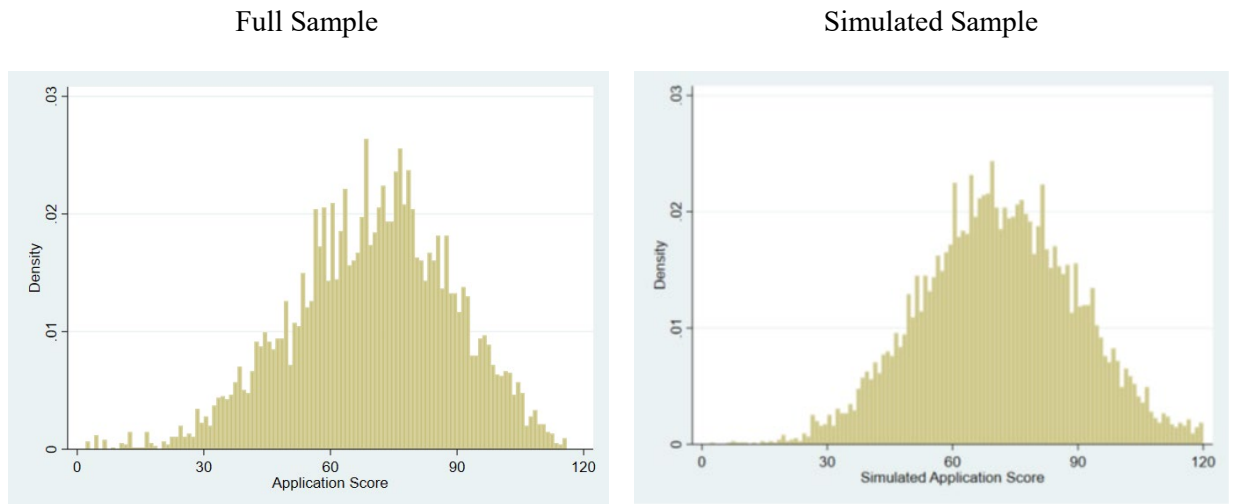 Full Sample
Simulated Sample
.03
.02
.01
0
Density
0 30 60 90 120
Application Score
.03
.02
.01
0
Density
0 30 60 90 120
Simulated Application Score